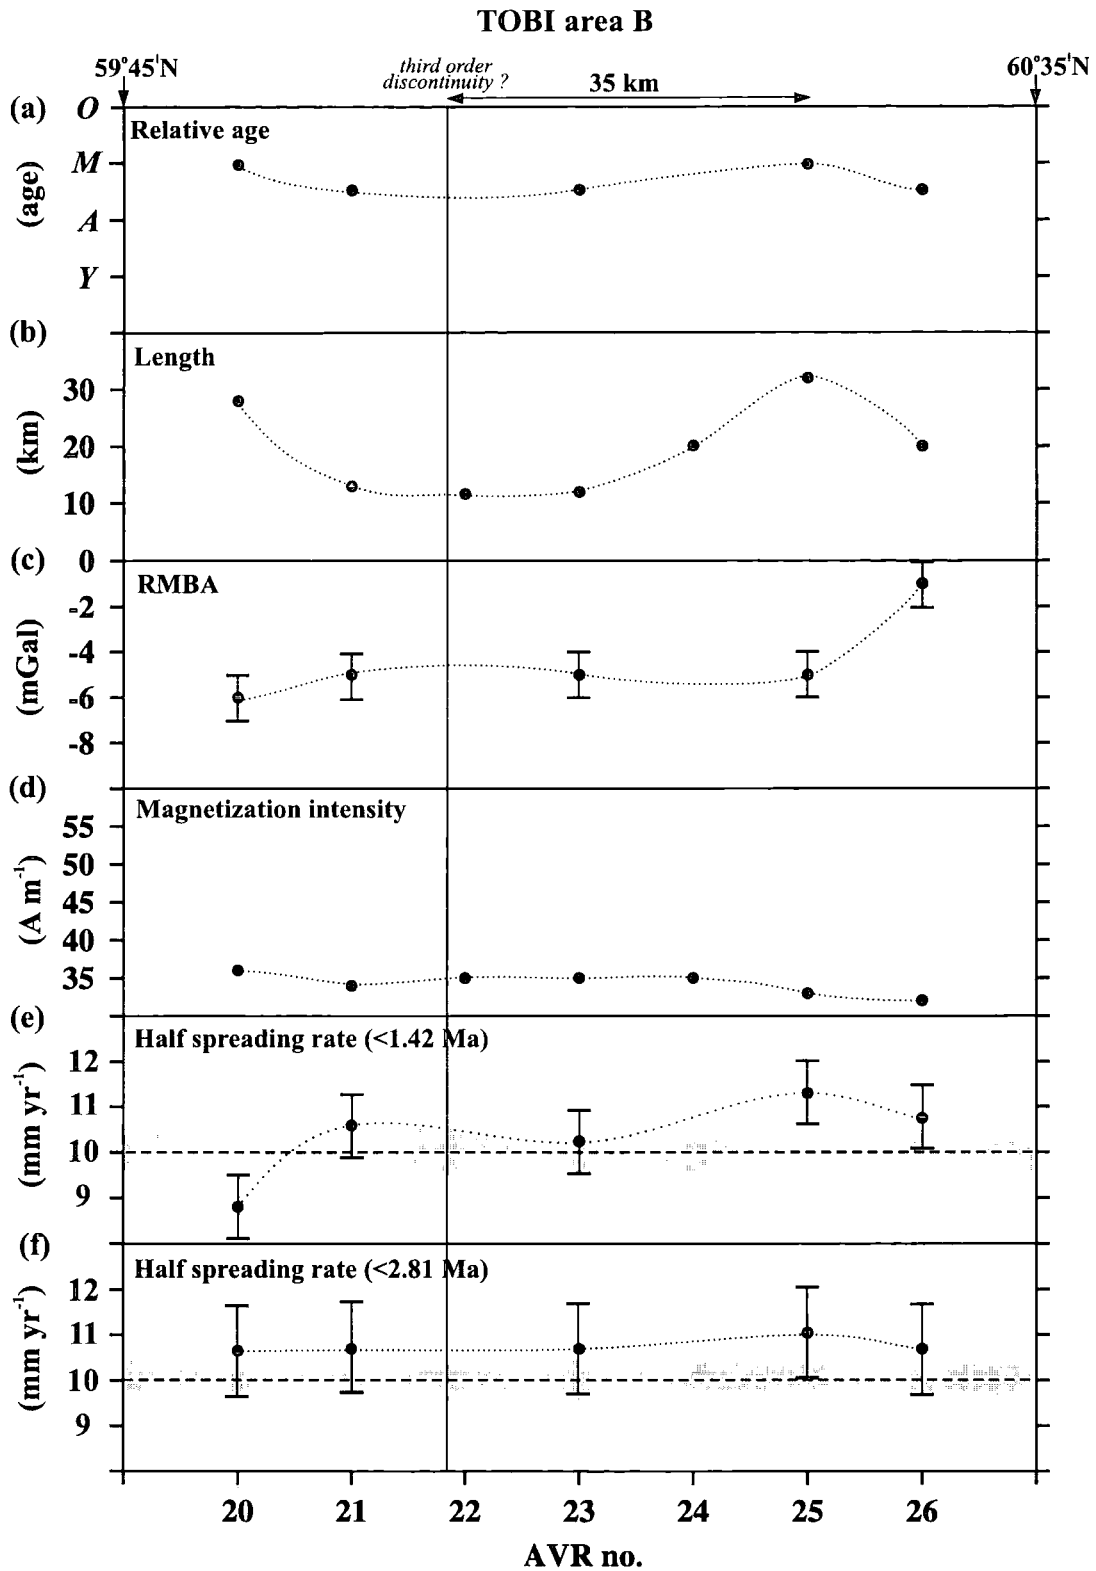 TOBI area B
59°45'N
third order
discontinuity ?
35 km
60°35'N
(a)
Relative age
(age)
O
M
A
Y
(b)
Length
(km)
30
20
10
(c)
RMBA
(mGal)
0
-2
-4
-6
-8
(d)
Magnetization intensity
(A m⁻¹)
55
50
45
40
35
(e)
Half spreading rate (<1.42 Ma)
(mm yr⁻¹)
12
11
10
9
(f)
Half spreading rate (<2.81 Ma)
(mm yr⁻¹)
12
11
10
9
20 21 22 23 24 25 26
AVR no.